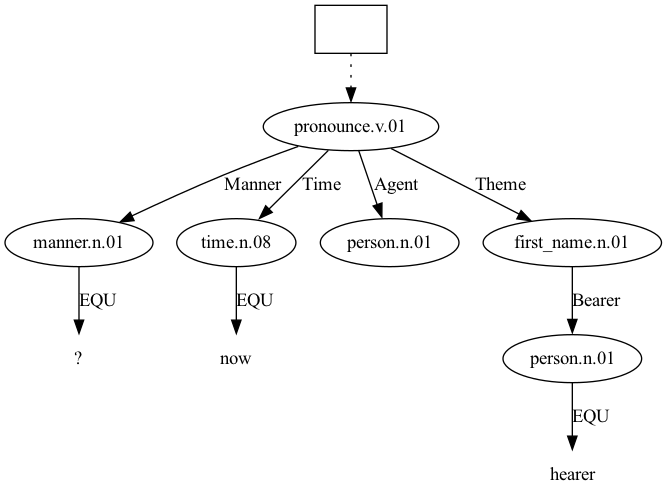 pronounce.v.01
Manner
Time
Agent
Theme
manner.n.01
time.n.08
person.n.01
first_name.n.01
EQU
EQU
Bearer
?
now
person.n.01
EQU
hearer